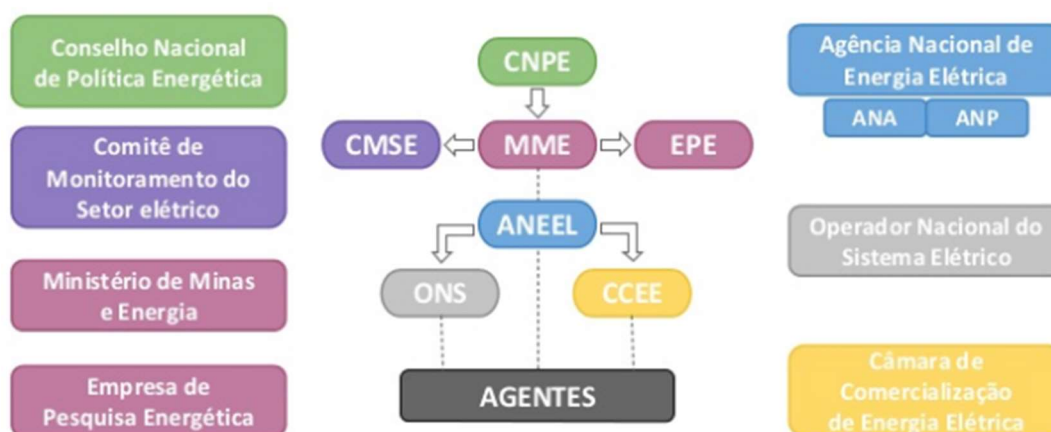 Conselho Nacional
de Política Energética
Comitê de
Monitoramento do
Setor elétrico
Ministério de Minas
e Energia
Empresa de
Pesquisa Energética
CNPE
CMSE
MME
EPE
ANEEL
ONS
CCEE
AGENTES
Agência Nacional de
Energia Elétrica
ANA
ANP
Operador Nacional do
Sistema Elétrico
Câmara de
Comercialização
de Energia Elétrica